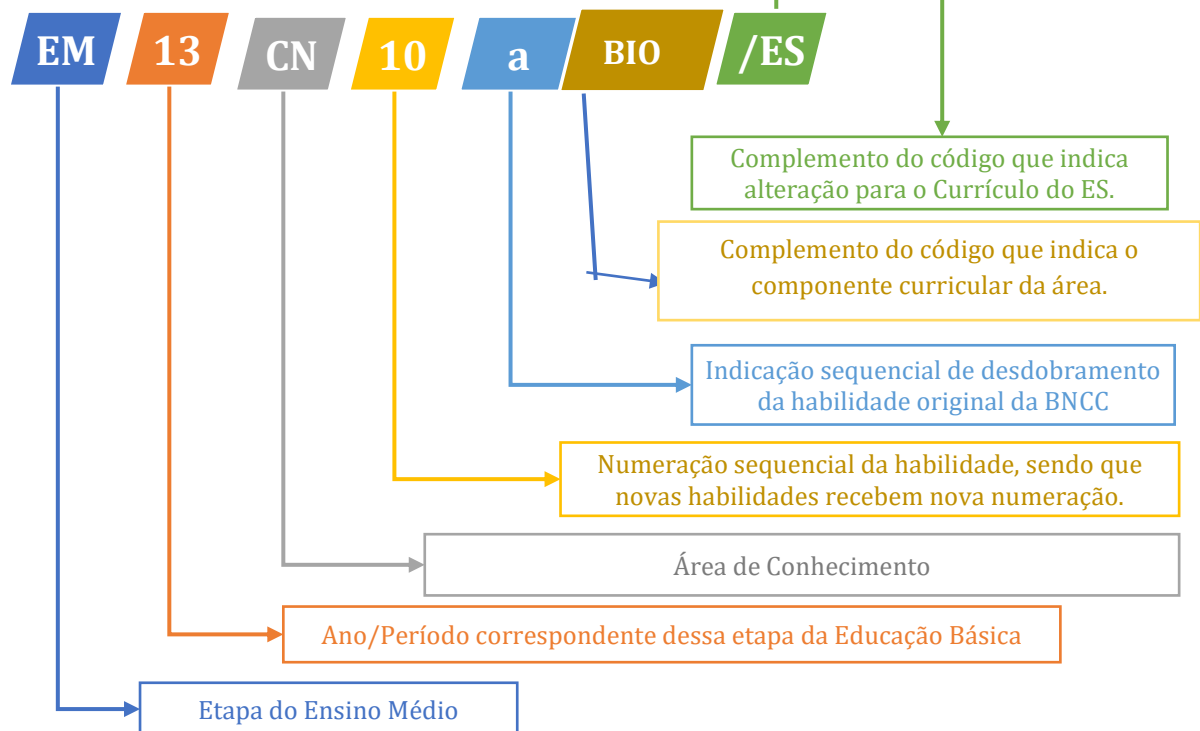 EM 13 CN 10 a BIO /ES
Complemento do código que indica
alteração para o Currículo do ES.
Complemento do código que indica o
componente curricular da área.
Indicação sequencial de desdobramento
da habilidade original da BNCC
Numeração sequencial da habilidade, sendo que
novas habilidades recebem nova numeração.
Área de Conhecimento
Ano/Período correspondente dessa etapa da Educação Básica
Etapa do Ensino Médio